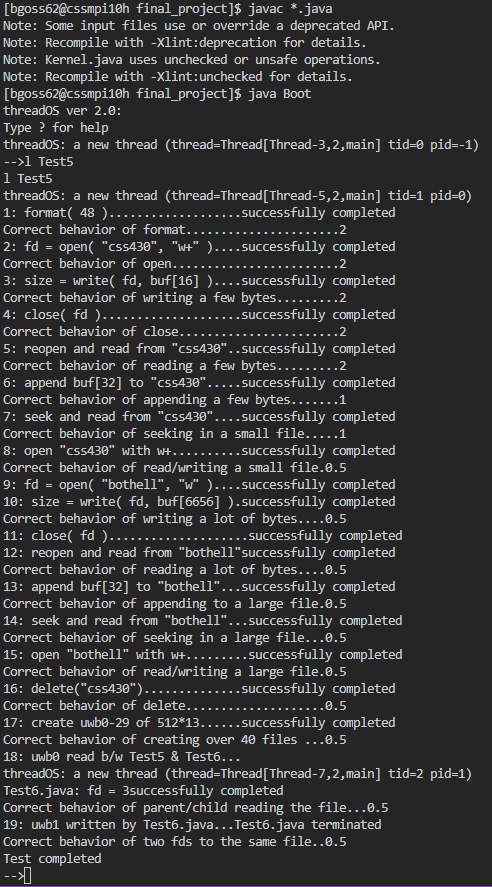 [bgoss62@cssmpi10h final_project]$ javac *.java
Note: Some input files use or override a deprecated API.
Note: Recompile with -Xlint:deprecation for details.
Note: Kernel.java uses unchecked or unsafe operations.
Note: Recompile with -Xlint:unchecked for details.
[bgoss62@cssmpi10h final_project]$ java Boot
threadOS ver 2.0:
Type ? for help
threadOS: a new thread (thread=Thread[Thread-3,2,main] tid=0 pid=-1)
-->l Test5
l Test5
threadOS: a new thread (thread=Thread[Thread-5,2,main] tid=1 pid=0)
1: format( 48 )...................successfully completed
Correct behavior of format......................2
2: fd = open( "css430", "w+" )....successfully completed
Correct behavior of open........................2
3: size = write( fd, buf[16] )....successfully completed
Correct behavior of writing a few bytes.........2
4: close( fd )....................successfully completed
Correct behavior of close.......................2
5: reopen and read from "css430"..successfully completed
Correct behavior of reading a few bytes.........2
6: append buf[32] to "css430".....successfully completed
Correct behavior of appending a few bytes.......1
7: seek and read from "css430"....successfully completed
Correct behavior of seeking in a small file.....1
8: open "css430" with w+..........successfully completed
Correct behavior of read/writing a small file.0.5
9: fd = open( "bothell", "w" )....successfully completed
10: size = write( fd, buf[6656] ).successfully completed
Correct behavior of writing a lot of bytes....0.5
11: close( fd )....................successfully completed
12: reopen and read from "bothell"successfully completed
Correct behavior of reading a lot of bytes....0.5
13: append buf[32] to "bothell"...successfully completed
Correct behavior of appending to a large file.0.5
14: seek and read from "bothell"...successfully completed
Correct behavior of seeking in a large file...0.5
15: open "bothell" with w+.........successfully completed
Correct behavior of read/writing a large file.0.5
16: delete("css430")..............successfully completed
Correct behavior of delete....................0.5
17: create uwb0-29 of 512*13......successfully completed
Correct behavior of creating over 40 files ...0.5
18: uwb0 read b/w Test5 & Test6...
threadOS: a new thread (thread=Thread[Thread-7,2,main] tid=2 pid=1)
Test6.java: fd = 3successfully completed
Correct behavior of parent/child reading the file...0.5
19: uwb1 written by Test6.java...Test6.java terminated
Correct behavior of two fds to the same file..0.5
Test completed
-->